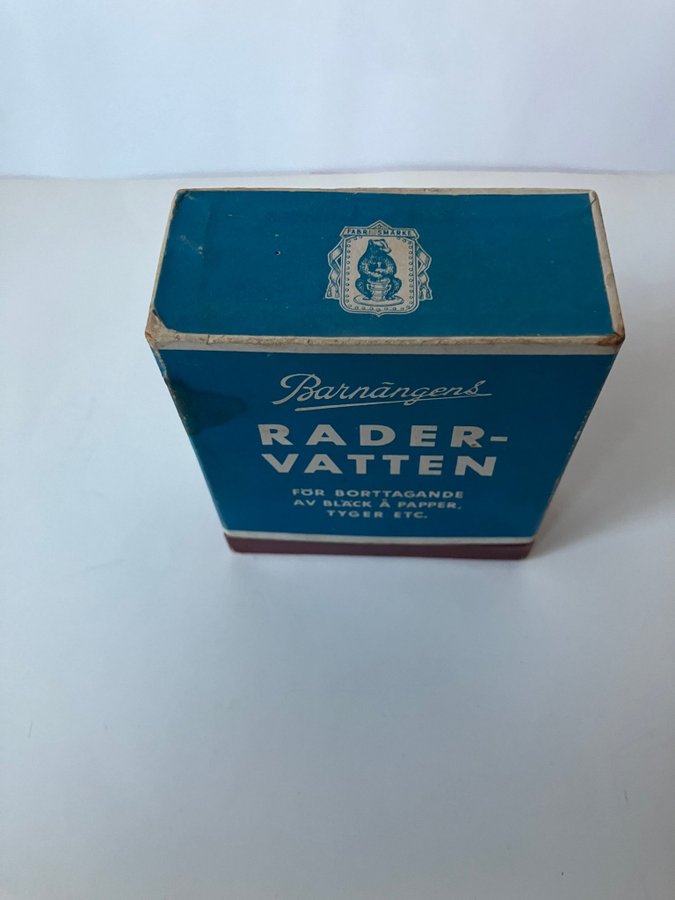 FABRIKSMÄRKE
Barnängens
RADER-
VATTEN
FÖR BORTTAGANDE
AV BLÄCK Å PAPPER,
TYGER ETC.